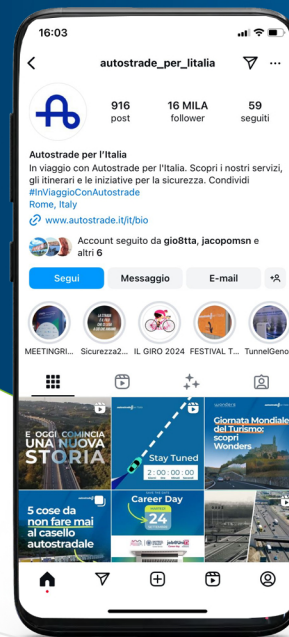 16:03
autostrade_per_litalia
916
16 MILA
59
post
follower
seguiti
Autostrade per l'Italia
In viaggio con Autostrade per l'Italia. Scopri i nostri servizi,
gli itinerari e le iniziative per la sicurezza. Condividi
#InViaggioConAutostrade
Rome, Italy
www.autostrade.it/it/bio
Account seguito da gio8tta, jacopomsn e
altri 6
Segui
Messaggio
E-mail
MEETINGRI...
Sicurezza2...
IL GIRO 2024
FESTIVAL T...
TunnelGeno
E OGGI COMINCIA
UNA NUOVA
STORIA
Stay Tuned
2 : 00 : 00 : 00
Giornata Mondiale
del Turismo:
scopri
Wonders
5 cose da
non fare mai
al casello
autostradale
Career Day
24